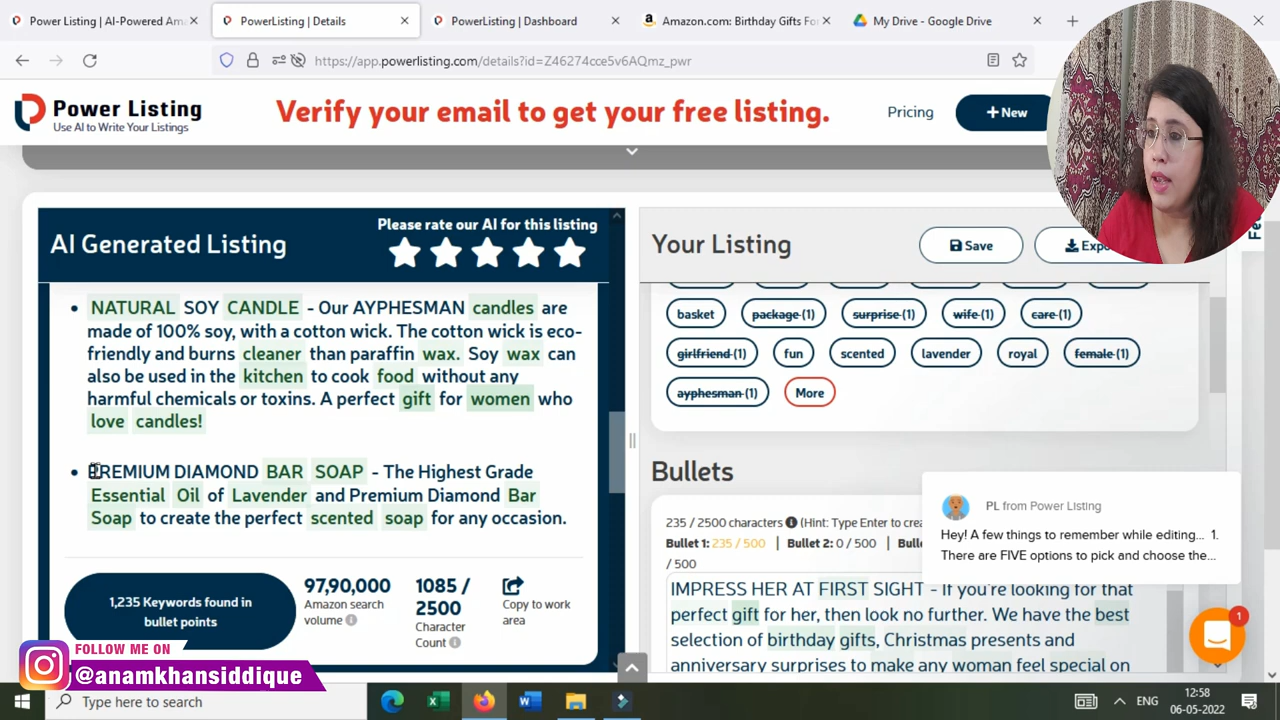 Power Listing | AI-Powered Ama
PowerListing | Details
PowerListing | Dashboard
Amazon.com: Birthday Gifts Fo
My Drive - Google Drive
https://app.powerlisting.com/details?id=Z46274cce5v6AQmz_pwr
Power Listing
Use AI to Write Your Listings
Verify your email to get your free listing.
Pricing
+ New
AI Generated Listing
Please rate our AI for this listing
NATURAL SOY CANDLE - Our AYPHESMAN candles are
made of 100% soy, with a cotton wick. The cotton wick is eco-
friendly and burns cleaner than paraffin wax. Soy wax can
also be used in the kitchen to cook food without any
harmful chemicals or toxins. A perfect gift for women who
love candles!
PREMIUM DIAMOND BAR SOAP - The Highest Grade
Essential Oil of Lavender and Premium Diamond Bar
Soap to create the perfect scented soap for any occasion.
1,235 Keywords found in
bullet points
97,90,000
Amazon search
volume
1085 /
2500
Character
Count
Copy to work
area
Your Listing
Save
Expo
basket
package (1)
surprise (1)
wife (1)
care (1)
girlfriend (1)
fun
scented
lavender
royal
female (1)
ayphesman (1)
More
Bullets
235 / 2500 characters (Hint: Type Enter to crea
Bullet 1: 235 / 500 | Bullet 2: 0 / 500 | Bulle
/ 500
IMPRESS HER AT FIRST SIGHT - If you're looking for that
perfect gift for her, then look no further. We have the best
selection of birthday gifts, Christmas presents and
anniversary surprises to make any woman feel special on
PL from Power Listing
Hey! A few things to remember while editing... 1.
There are FIVE options to pick and choose the...
1
FOLLOW ME ON
@anamkhansiddique
Type here to search
ENG
12:58
06-05-2022